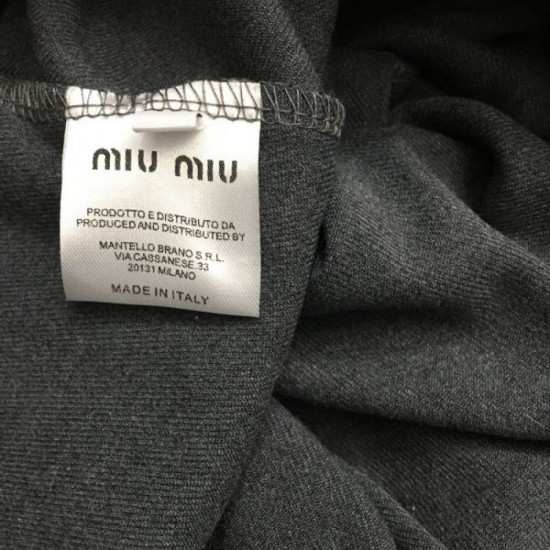 MIU MIU
PRODOTTO E DISTRIBUTO DA
PRODUCED AND DISTRIBUTED BY
MANTELLO BRANO S.R.L.
VIA CASSANESE.33
20131 MILANO
MADE IN ITALY